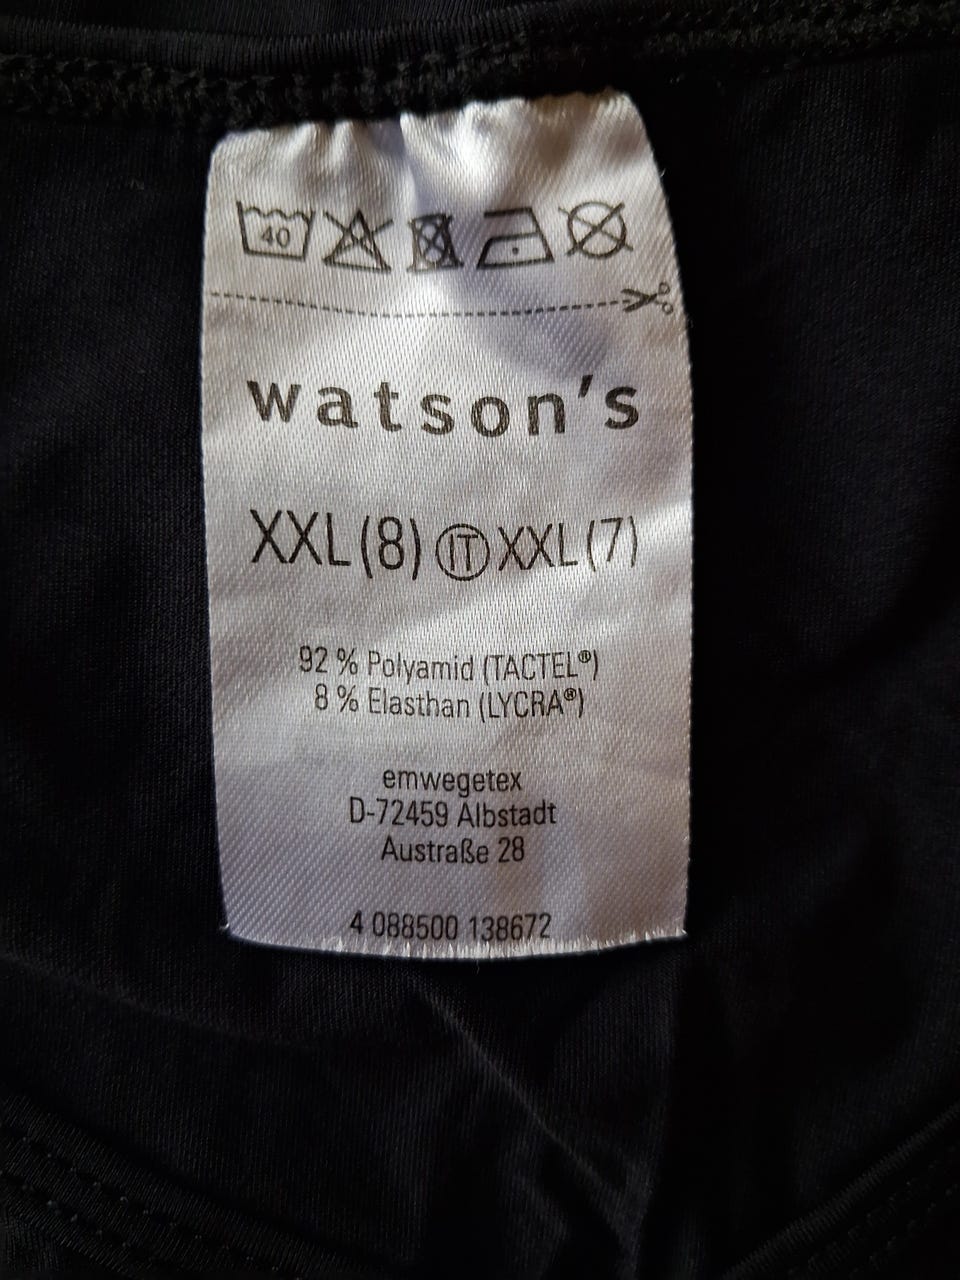 40
watson's
XXL (8) IT XXL (7)
92 % Polyamid (TACTEL®)
8 % Elasthan (LYCRA®)
emwegetex
D-72459 Albstadt
Austraße 28
4 088500 138672